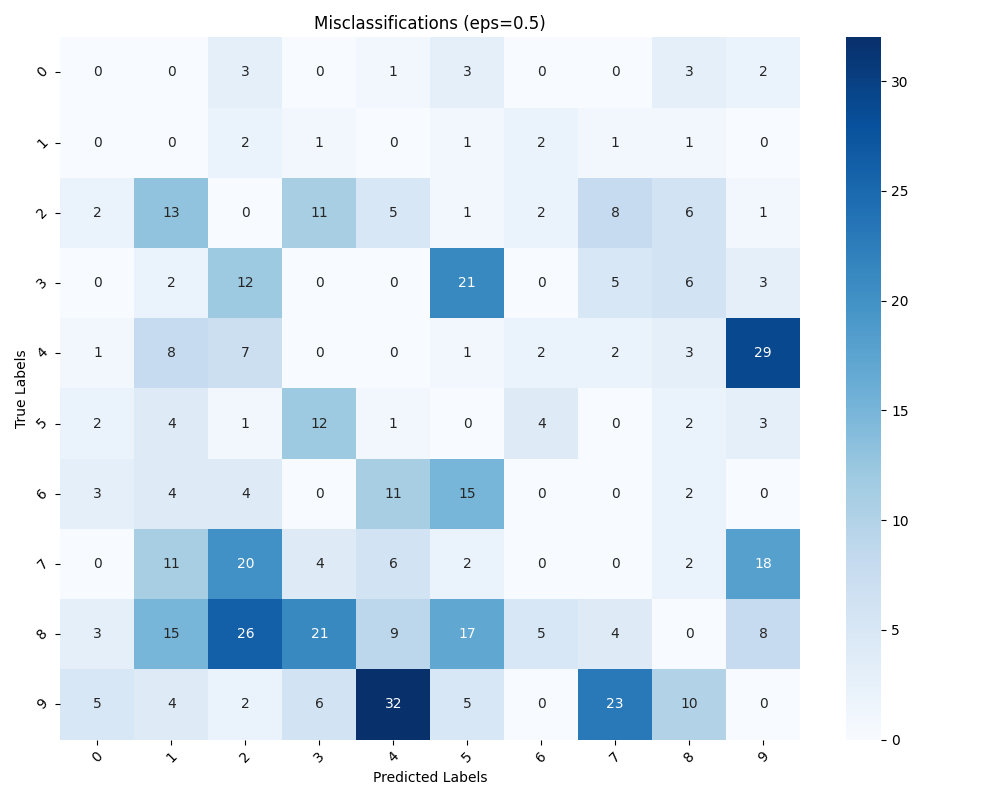 Misclassifications (eps=0.5)
0 0 0 3 0 1 3 0 0 3 2
1 0 0 2 1 0 1 2 1 1 0
2 2 13 0 11 5 1 2 8 6 1
3 0 2 12 0 0 21 0 5 6 3
4 1 8 7 0 0 1 2 2 3 29
5 2 4 1 12 1 0 4 0 2 3
6 3 4 4 0 11 15 0 0 2 0
7 0 11 20 4 6 2 0 0 2 18
8 3 15 26 21 9 17 5 4 0 8
9 5 4 2 6 32 5 0 23 10 0
0 1 2 3 4 5 6 7 8 9
Predicted Labels
True Labels
30
25
20
15
10
5
0